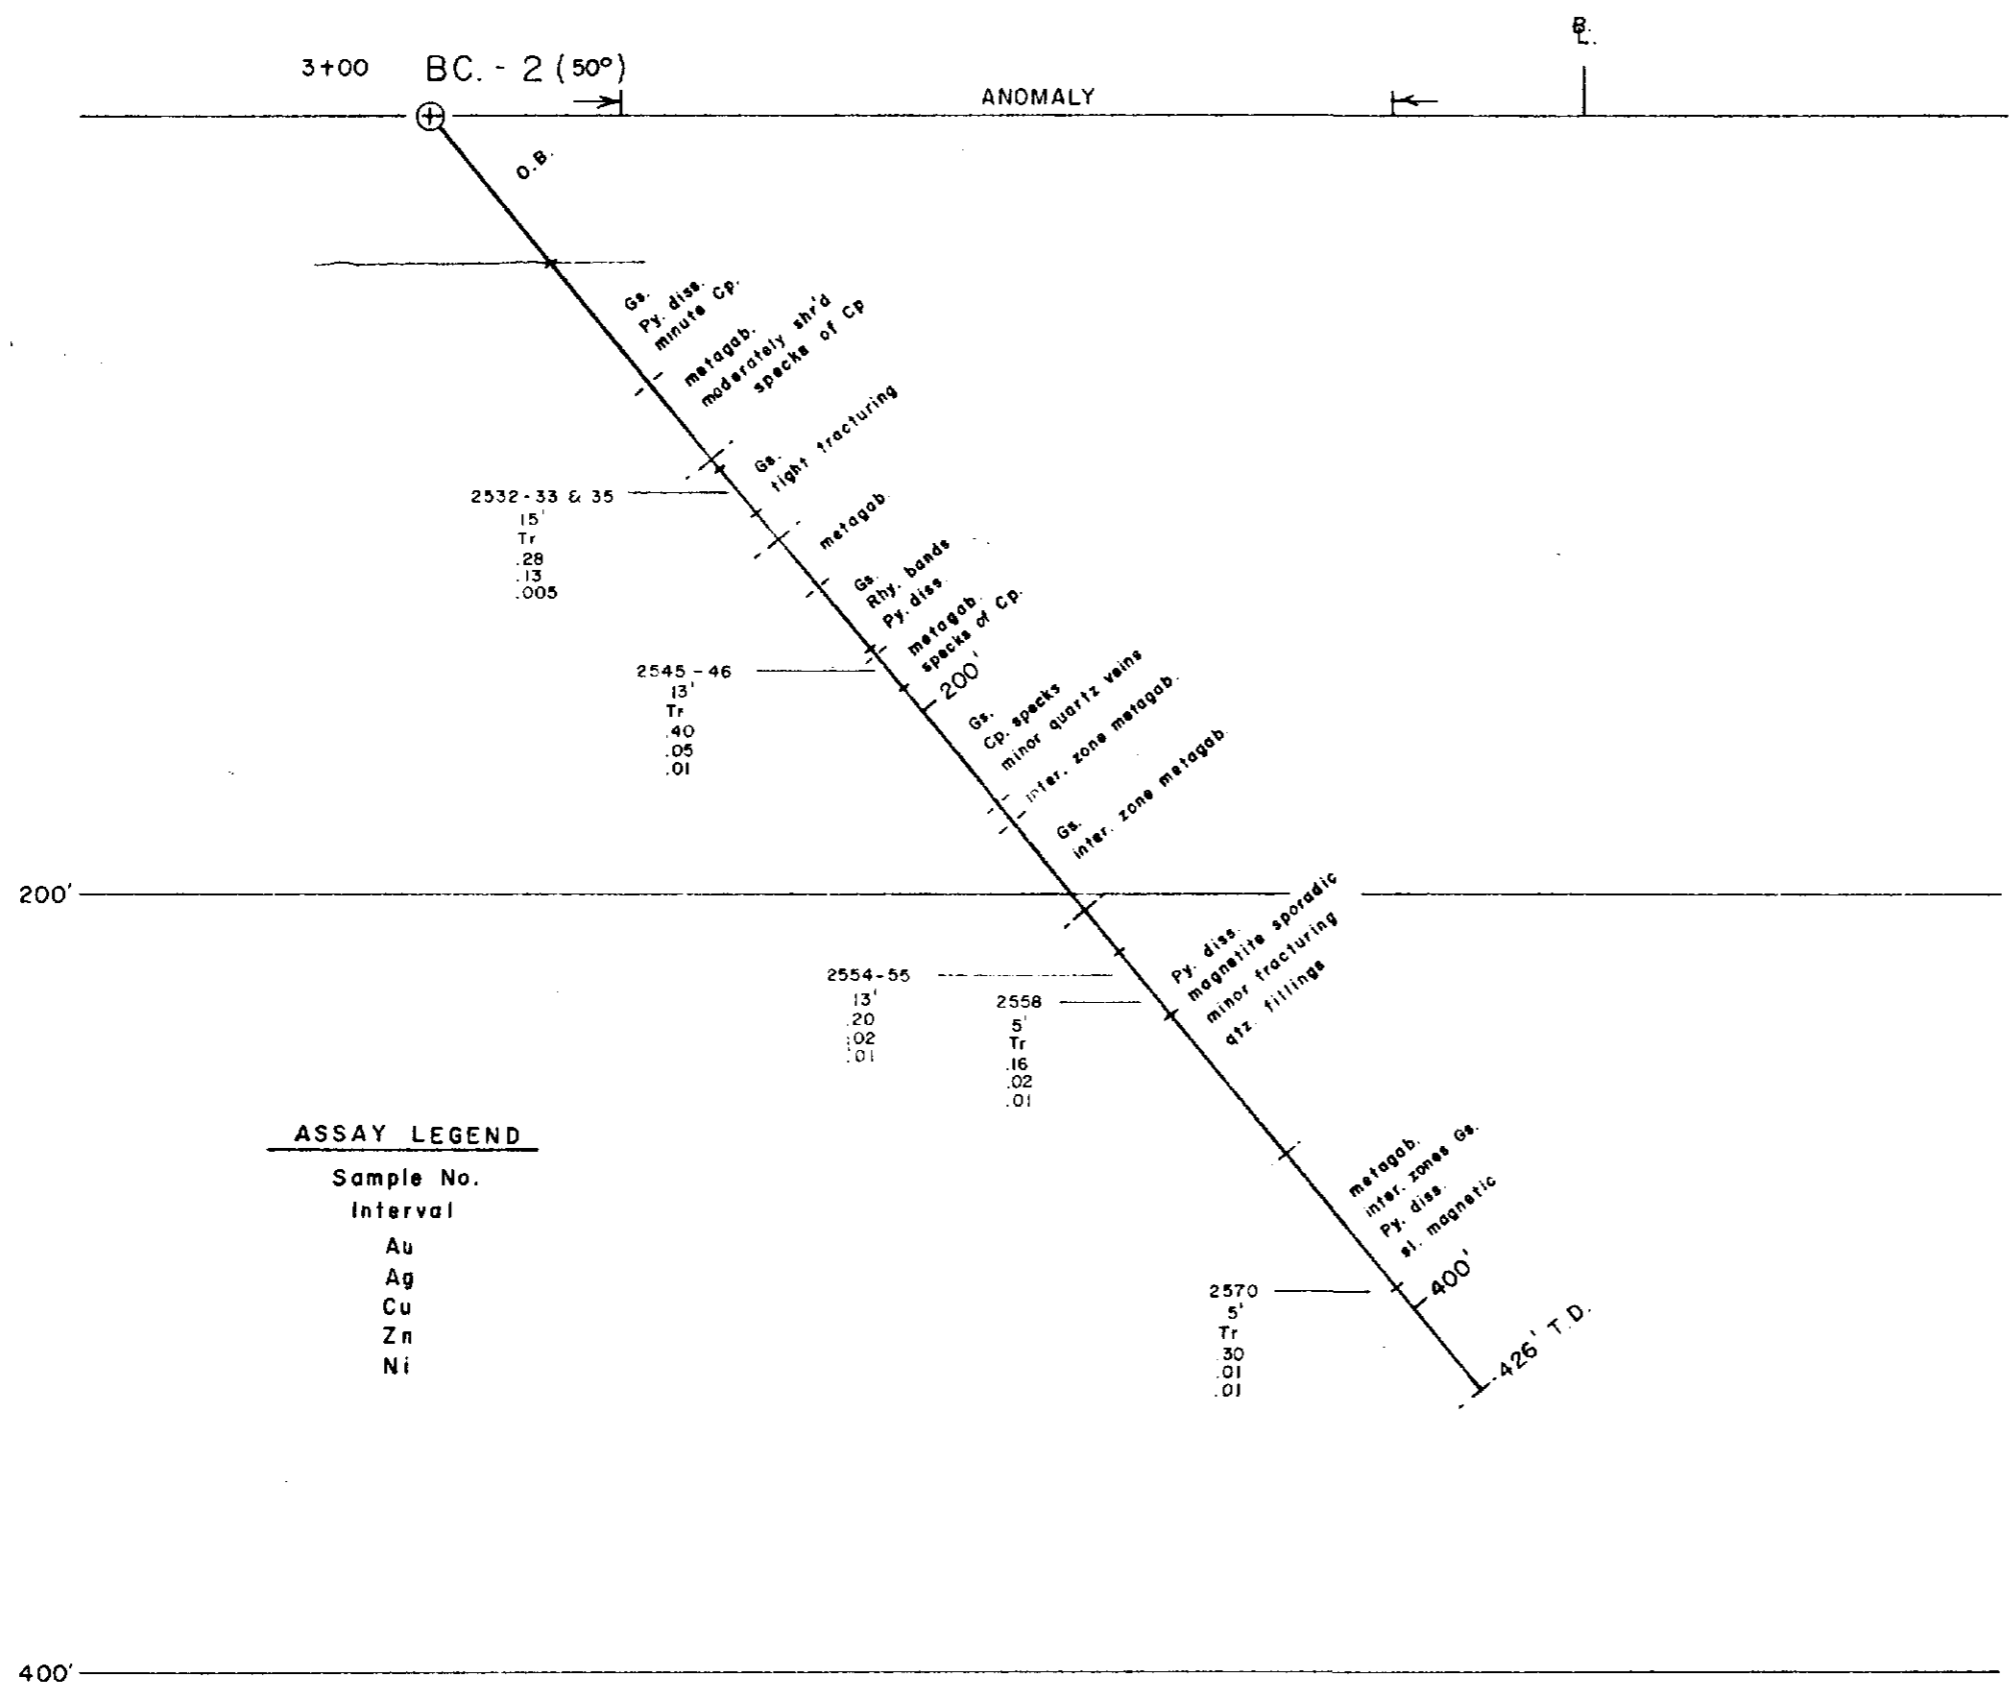 B.
L.
3+00 BC. - 2 (50°)
ANOMALY
O.B.
Gs.
Py. diss.
minute Cp.
metagab.
moderately shr'd
specks of Cp
Gs.
tight fracturing
2532-33 & 35
15'
Tr
.28
.13
.005
metagab.
Gs.
Rhy. bands
Py. diss.
metagab.
specks of Cp.
2545-46
13'
Tr
.40
.05
.01
200'
Gs.
Cp. specks
minor quartz veins
inter. zone metagab.
Gs.
inter. zone metagab.
200'
Py. diss.
magnetite sporadic
minor fracturing
qtz. fillings
2554-55
13'
.20
.02
.01
2558
5'
Tr
.16
.02
.01
ASSAY LEGEND
Sample No.
Interval
Au
Ag
Cu
Zn
Ni
metagab.
inter. zones Gs.
Py. diss.
sl. magnetic
2570
5'
Tr
.30
.01
.01
400'
426' T.D.
400'